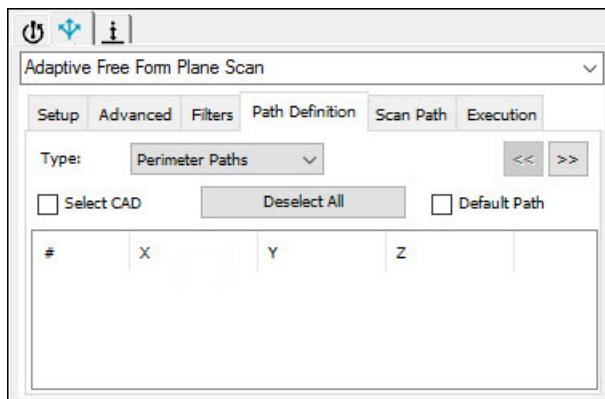 Adaptive Free Form Plane Scan
Setup Advanced Filters Path Definition Scan Path Execution
Type: Perimeter Paths << >>
Select CAD Deselect All Default Path
# X Y Z